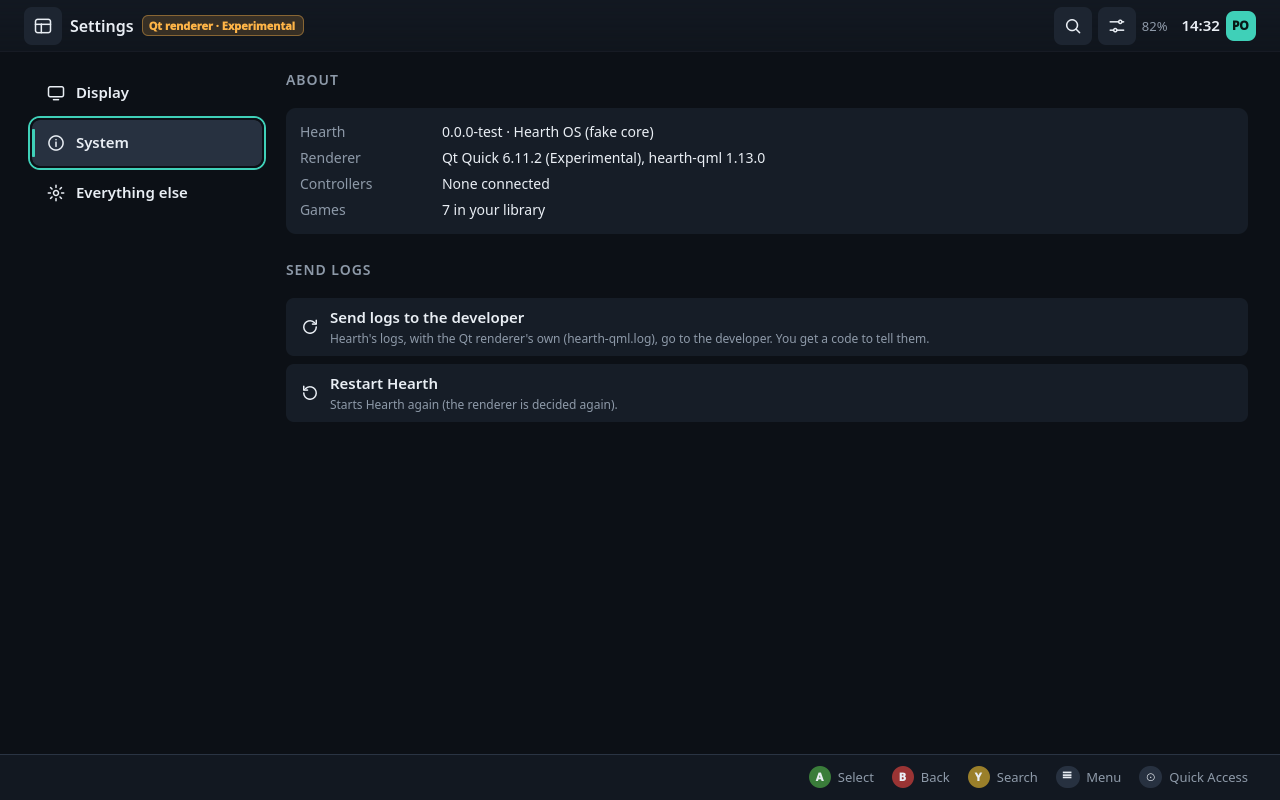 Settings
Qt renderer · Experimental
82%
14:32
PO
Display
System
Everything else
ABOUT
Hearth 0.0.0-test · Hearth OS (fake core)
Renderer Qt Quick 6.11.2 (Experimental), hearth-qml 1.13.0
Controllers None connected
Games 7 in your library
SEND LOGS
Send logs to the developer
Hearth's logs, with the Qt renderer's own (hearth-qml.log), go to the developer. You get a code to tell them.
Restart Hearth
Starts Hearth again (the renderer is decided again).
A Select B Back Y Search Menu Quick Access